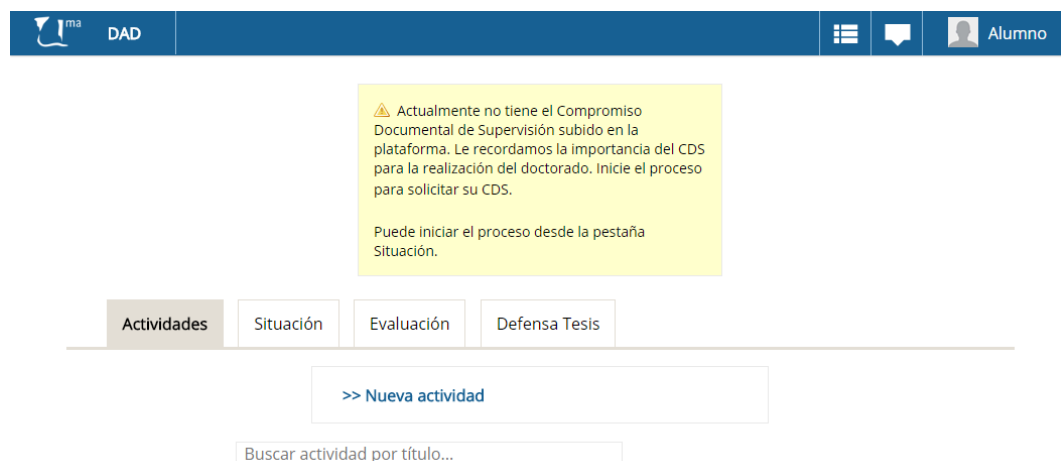 uma DAD Alumno
Actualmente no tiene el Compromiso
Documental de Supervisión subido en la
plataforma. Le recordamos la importancia del CDS
para la realización del doctorado. Inicie el proceso
para solicitar su CDS.
Puede iniciar el proceso desde la pestaña
Situación.
Actividades Situación Evaluación Defensa Tesis
>> Nueva actividad
Buscar actividad por título...